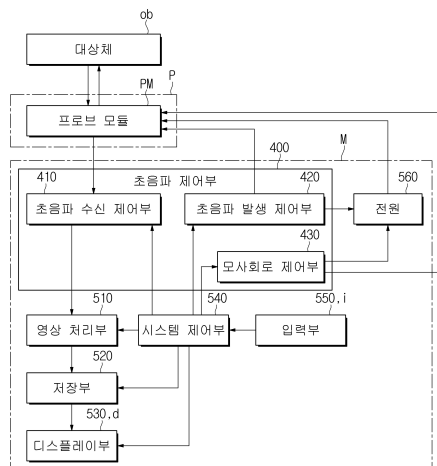 ob
대상체
P
PM
프로브 모듈
M
400
초음파 제어부
410
420
560
초음파 수신 제어부
초음파 발생 제어부
전원
430
모사회로 제어부
510
540
550,i
영상 처리부
시스템 제어부
입력부
520
저장부
530,d
디스플레이부